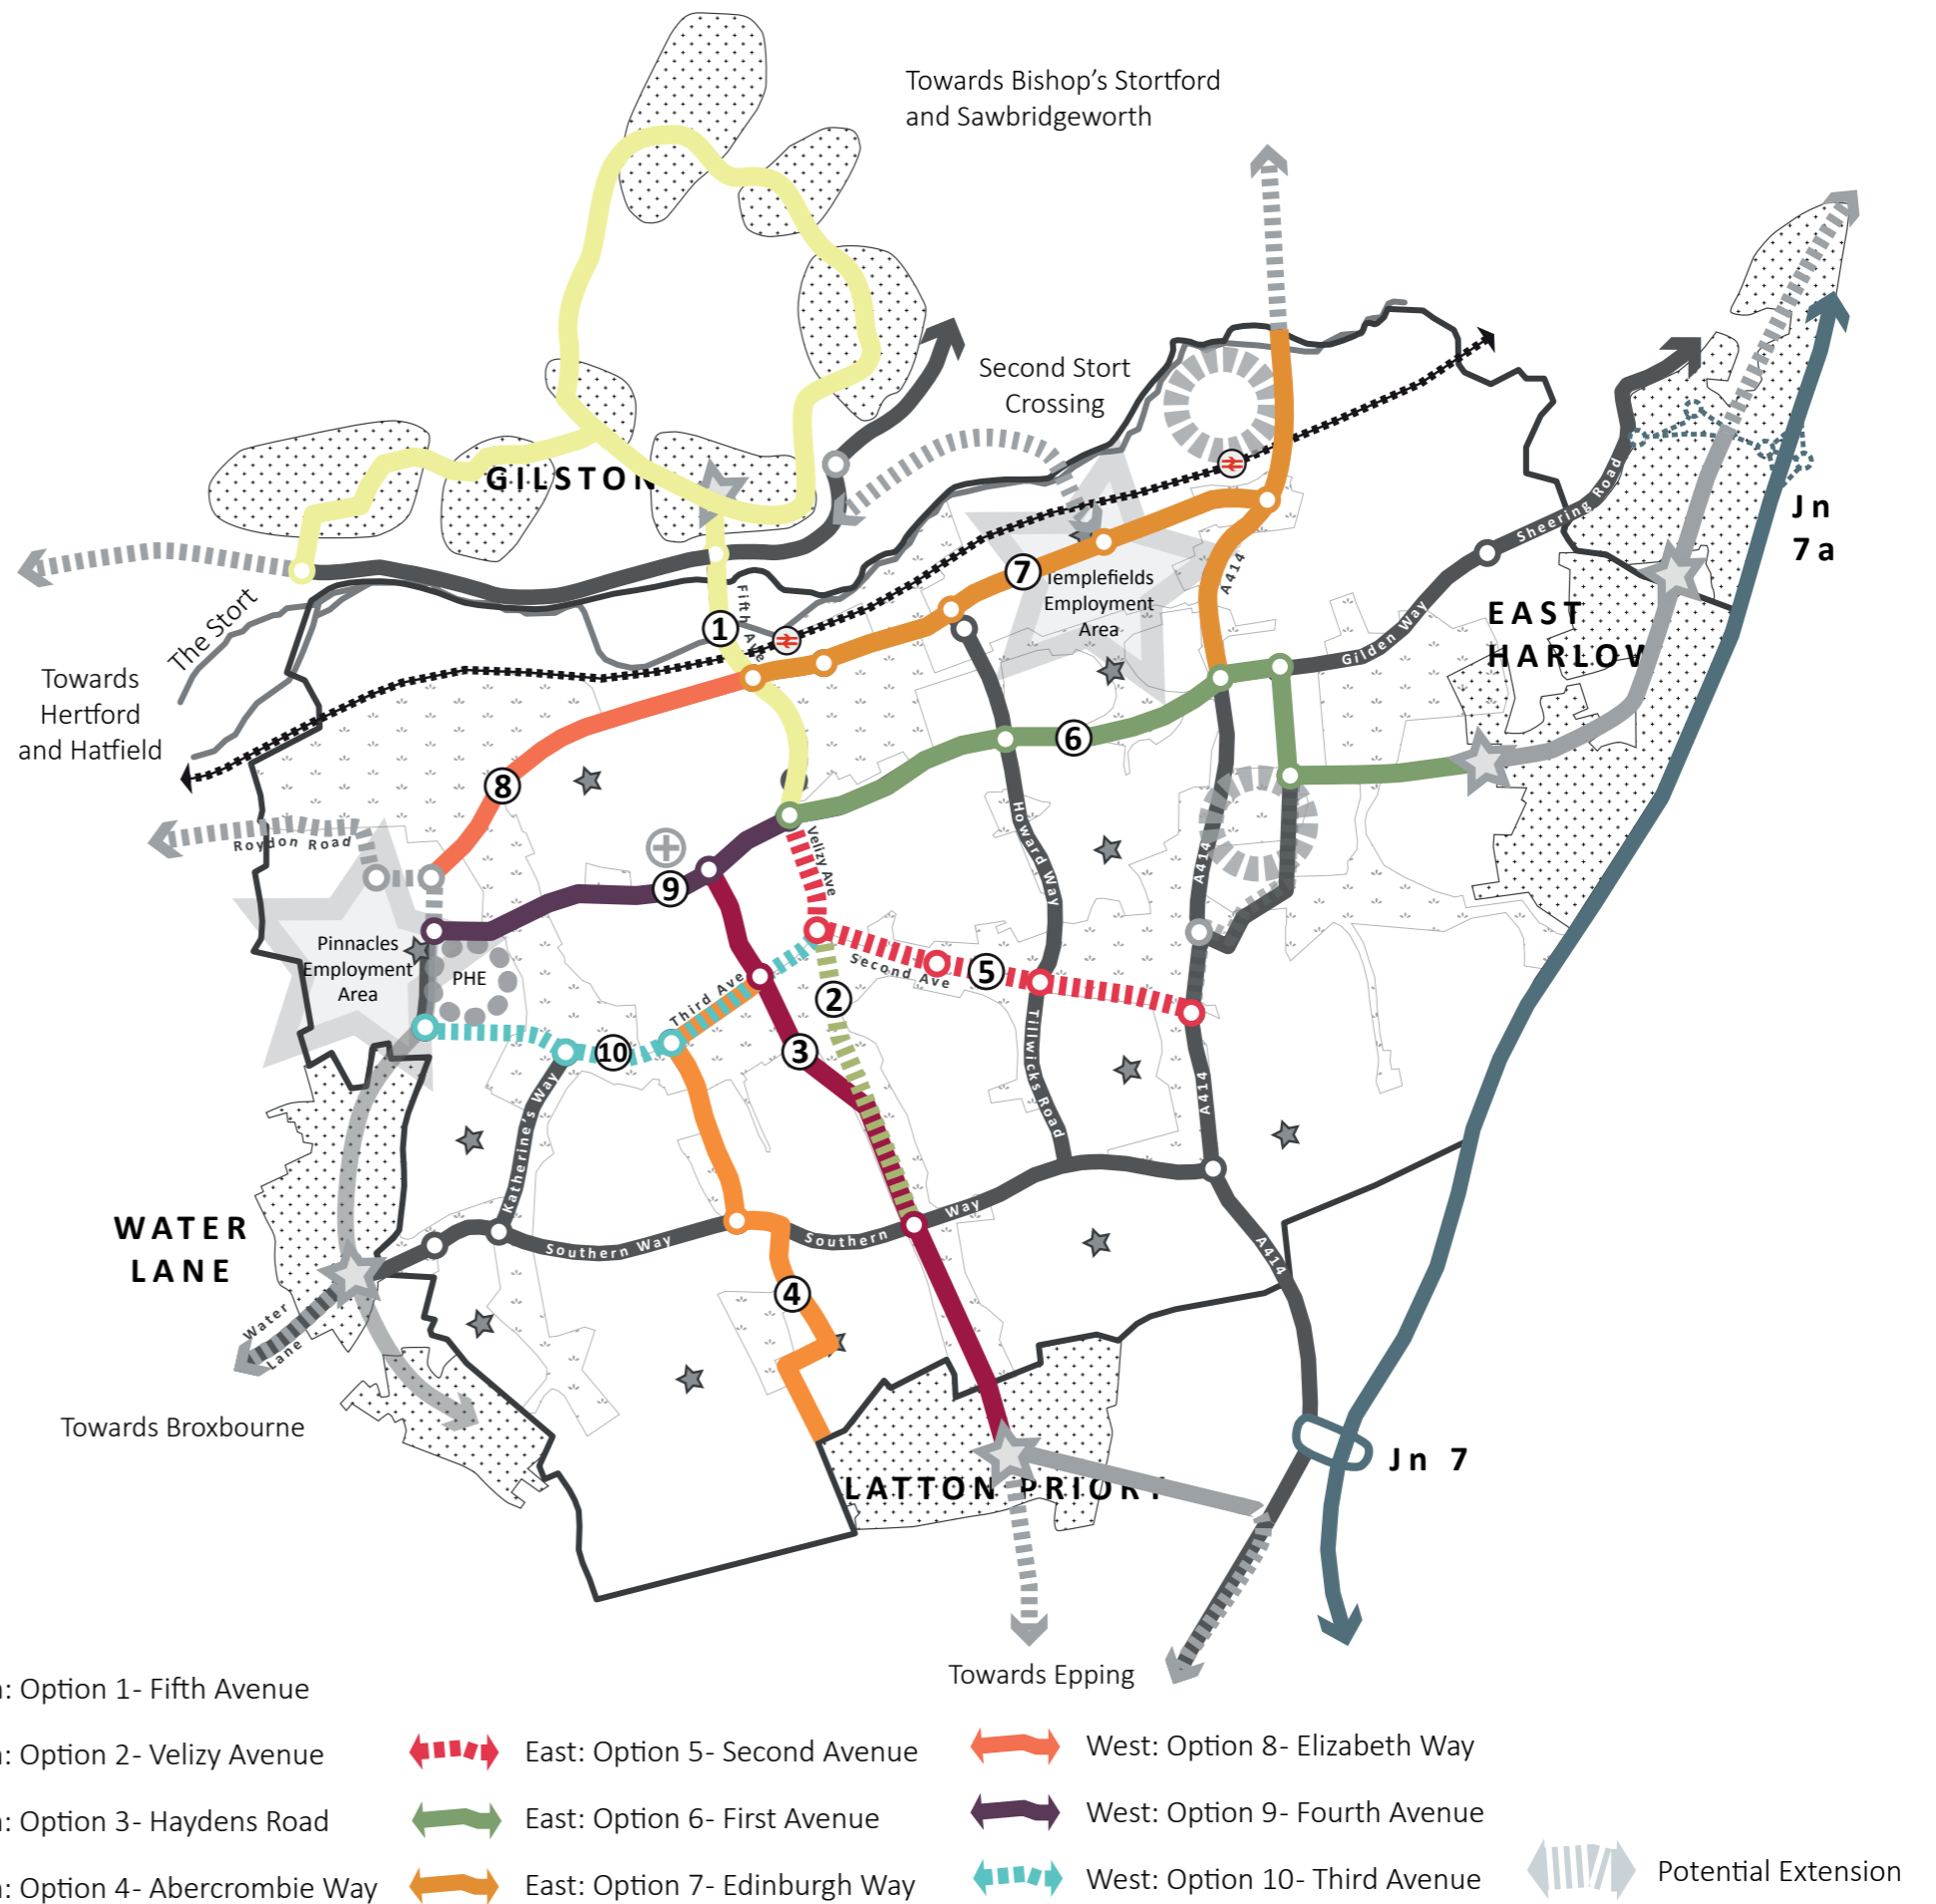 Towards Bishop's Stortford
and Sawbridgeworth
Second Stort
Crossing
GILSTON
The Stort
Towards
Hertford
and Hatfield
Fifth Ave
1
7
Templefields
Employment
Area
A414
Sheering Road
Gilden Way
Jn
7a
EAST
HARLOW
6
8
Roydon Road
9
Velizy Ave
Howard Way
A414
Pinnacles
Employment
Area
PHE
Second Ave
5
Third Ave
2
3
10
Tillwicks Road
A414
Katherine's Way
WATER
LANE
Southern Way
Southern Way
A414
4
Water
Lane
Towards Broxbourne
LATTON PRIORY
Jn 7
Towards Epping
: Option 1- Fifth Avenue
: Option 2- Velizy Avenue
East: Option 5- Second Avenue
West: Option 8- Elizabeth Way
: Option 3- Haydens Road
East: Option 6- First Avenue
West: Option 9- Fourth Avenue
: Option 4- Abercrombie Way
East: Option 7- Edinburgh Way
West: Option 10- Third Avenue
Potential Extension